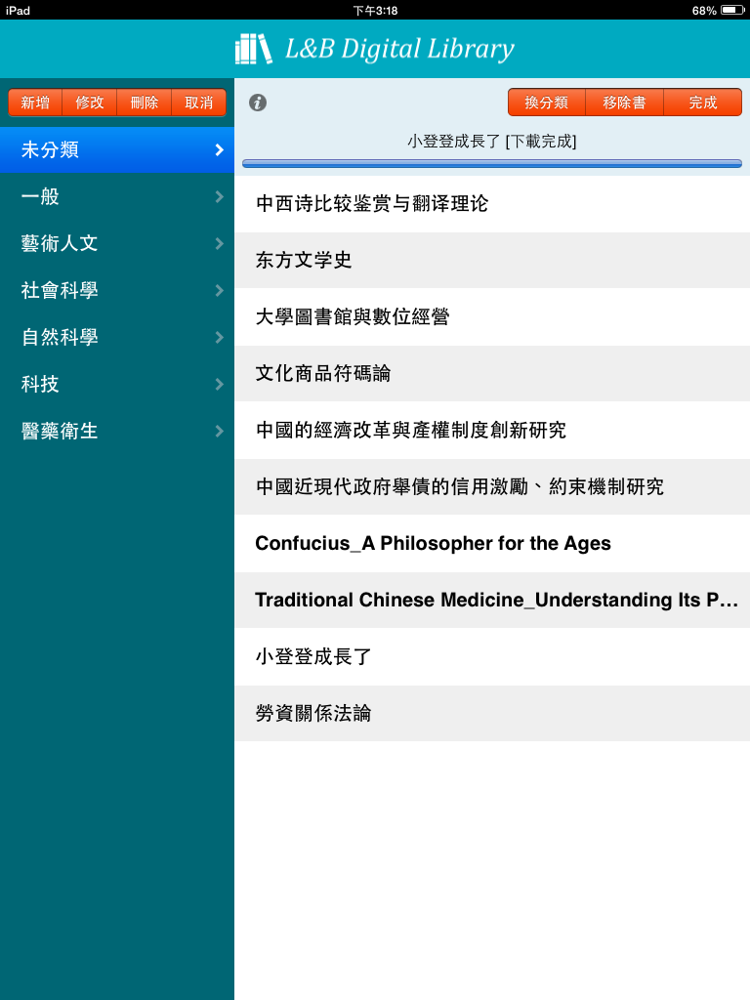 iPad 下午3:18 68%
L&B Digital Library
新增 修改 刪除 取消
換分類 移除書 完成
小登登成長了 [下載完成]
未分類
一般
藝術人文
社會科學
自然科學
科技
醫藥衛生
中西诗比较鉴赏与翻译理论
东方文学史
大學圖書館與數位經營
文化商品符碼論
中國的經濟改革與產權制度創新研究
中國近現代政府舉債的信用激勵、約束機制研究
Confucius_A Philosopher for the Ages
Traditional Chinese Medicine_Understanding Its P...
小登登成長了
勞資關係法論